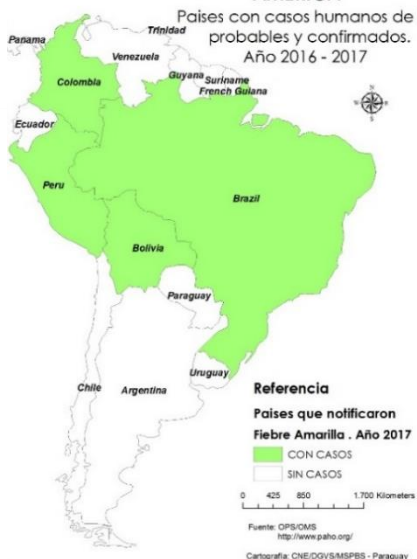 Paises con casos humanos de
probables y confirmados.
Año 2016 - 2017
Panama
Trinidad
Venezuela
Guyana
Suriname
French Guiana
Colombia
Ecuador
Peru
Brazil
Bolivia
Paraguay
Chile
Argentina
Uruguay
Referencia
Paises que notificaron
Fiebre Amarilla . Año 2017
CON CASOS
SIN CASOS
0 425 850 1.700 Kilometers
Fuente: OPS/OMS
http://www.paho.org/
Cartografía: CNE/DGVS/MSPBS - Paraguay